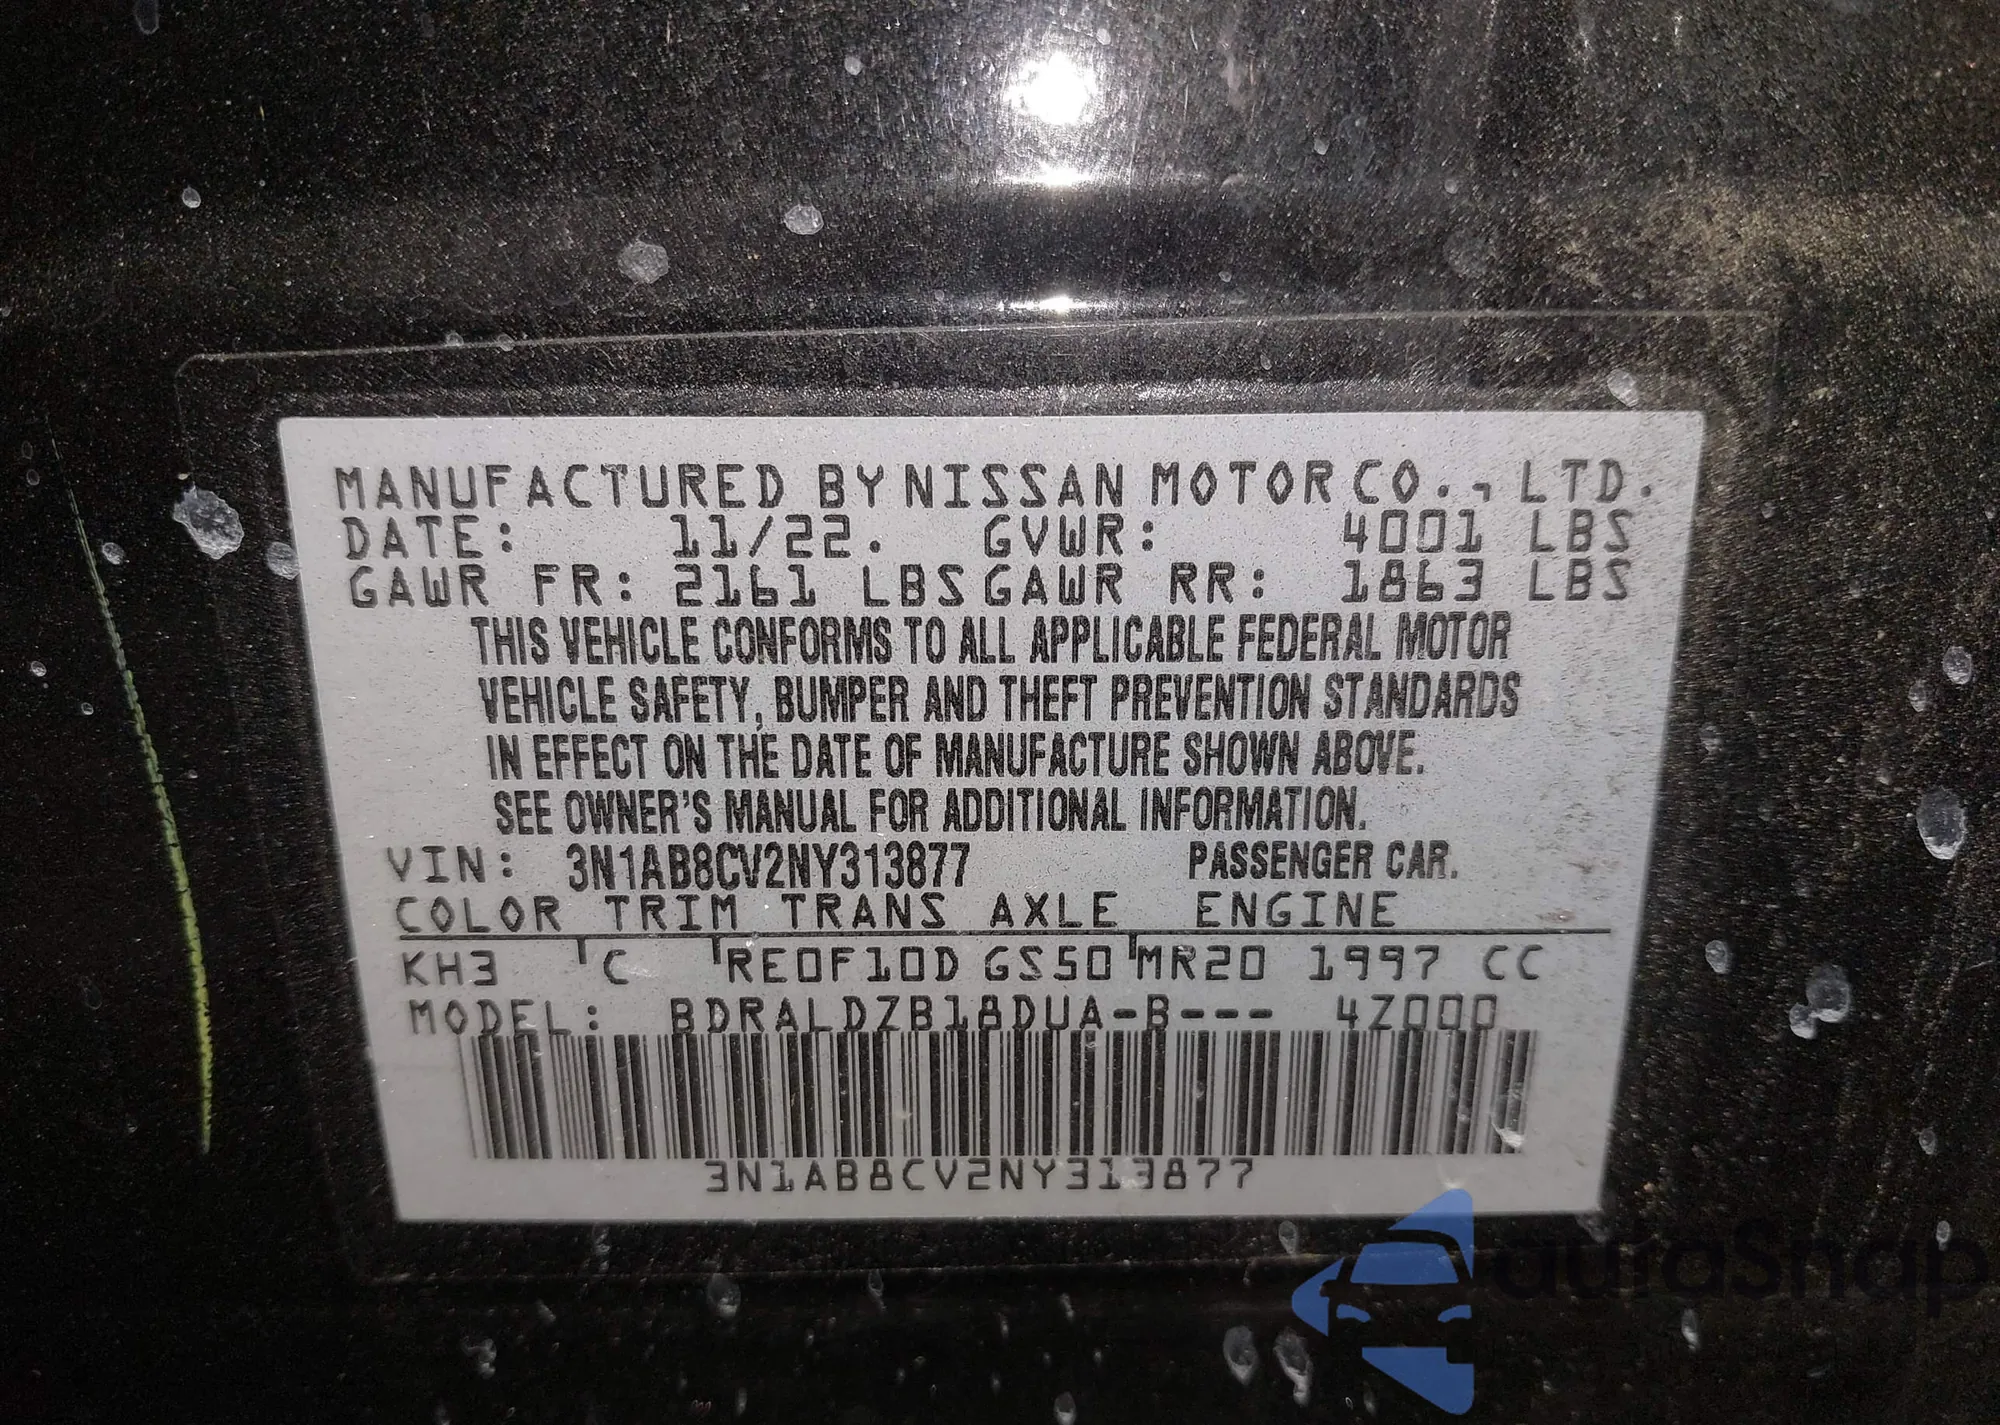 MANUFACTURED BY NISSAN MOTOR CO., LTD.
DATE: 11/22. GVWR: 4001 LBS
GAWR FR: 2161 LBS GAWR RR: 1863 LBS
THIS VEHICLE CONFORMS TO ALL APPLICABLE FEDERAL MOTOR
VEHICLE SAFETY, BUMPER AND THEFT PREVENTION STANDARDS
IN EFFECT ON THE DATE OF MANUFACTURE SHOWN ABOVE.
SEE OWNER'S MANUAL FOR ADDITIONAL INFORMATION.
VIN: 3N1AB8CV2NY313877 PASSENGER CAR.
COLOR TRIM TRANS AXLE ENGINE
KH3 C RE0F10D GS50 MR20 1997 CC
MODEL: BDRALDZB18DUA-B--- 4Z000
3N1AB8CV2NY313877
autoSnap